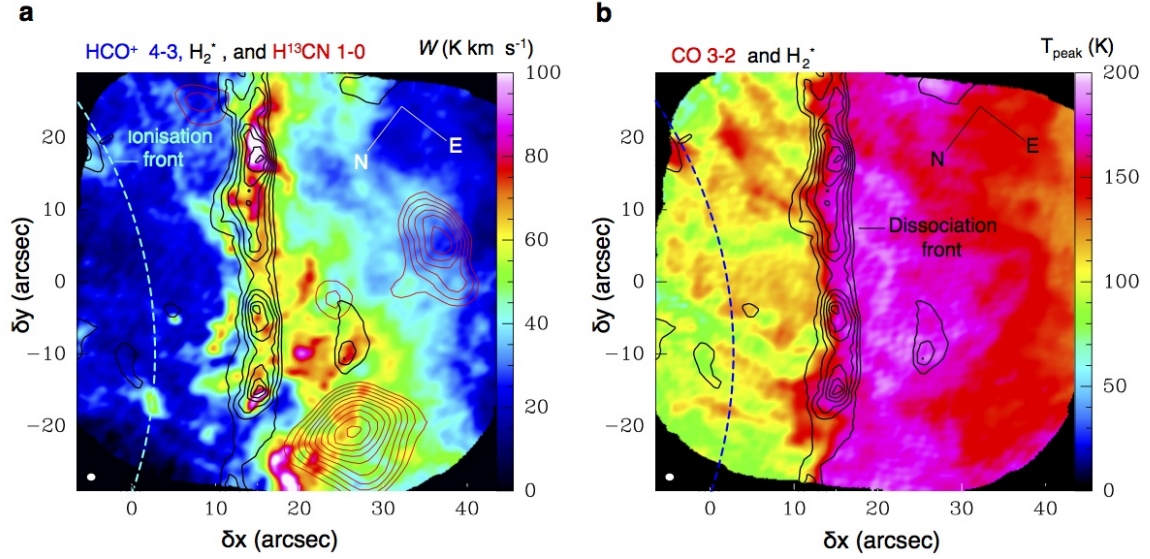 a
HCO⁺ 4-3, H₂* , and H¹³CN 1-0 W (K km s⁻¹)
Ionisation front
N
E
100
80
60
40
20
0
20
10
0
−10
−20
δy (arcsec)
0 10 20 30 40
δx (arcsec)
b
CO 3-2 and H₂*
T_peak (K)
N
E
Dissociation front
200
150
100
50
0
20
10
0
−10
−20
δy (arcsec)
0 10 20 30 40
δx (arcsec)